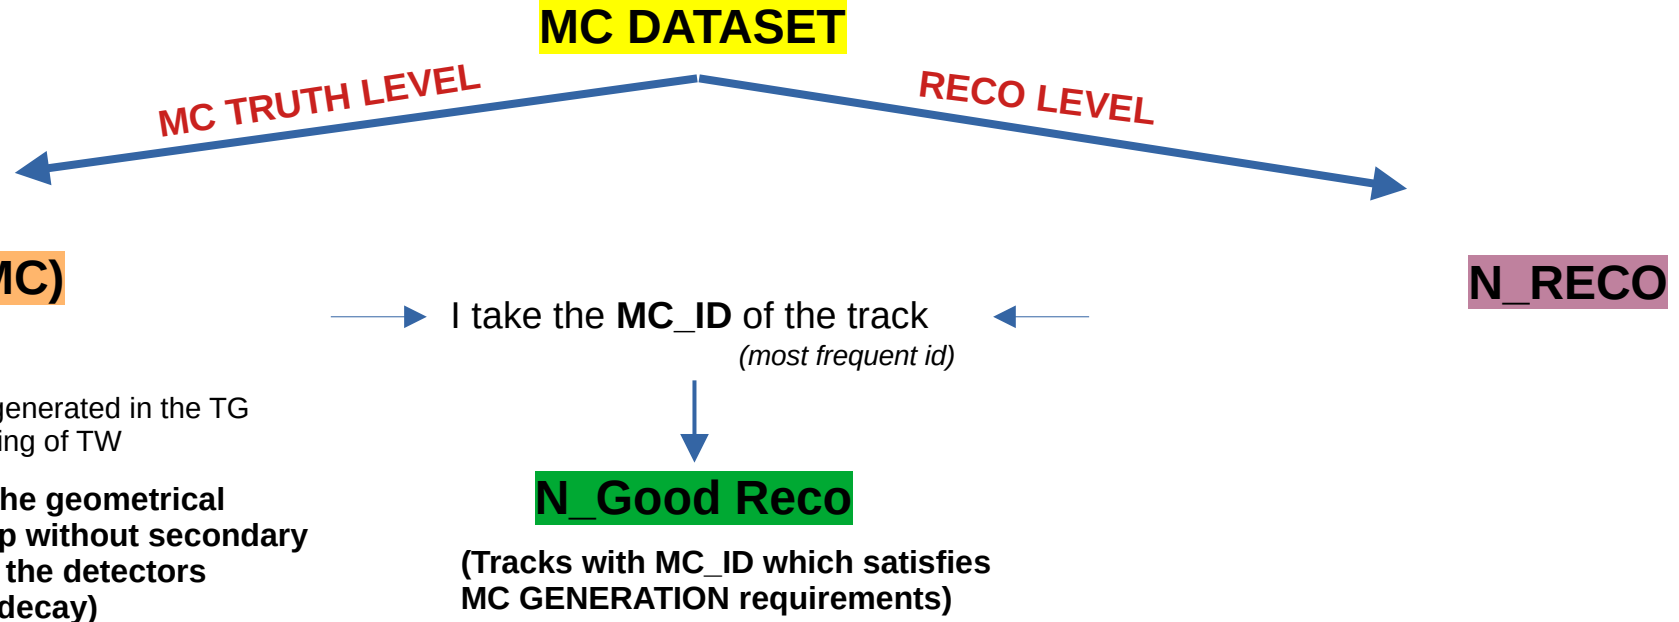 MC DATASET
MC TRUTH LEVEL
RECO LEVEL
MC)
N_RECO
I take the MC_ID of the track
(most frequent id)
generated in the TG
ing of TW
he geometrical
p without secondary
the detectors
decay)
N_Good Reco
(Tracks with MC_ID which satisfies
MC GENERATION requirements)